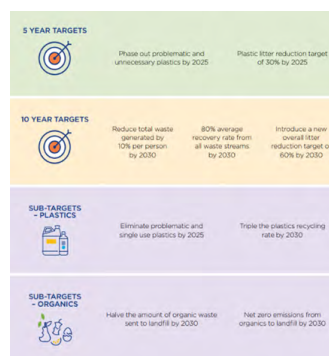 5 YEAR TARGETS
Phase out problematic and
unnecessary plastics by 2025
Plastic litter reduction target
of 30% by 2025
10 YEAR TARGETS
Reduce total waste
generated by
10% per person
by 2030
80% average
recovery rate from
all waste streams
by 2030
Introduce a new
overall litter
reduction target o
60% by 2030
SUB-TARGETS
– PLASTICS
Eliminate problematic and
single use plastics by 2025
Triple the plastics recycling
rate by 2030
SUB-TARGETS
- ORGANICS
Halve the amount of organic waste
sent to landfill by 2030
Net zero emissions from
organics to landfill by 2030